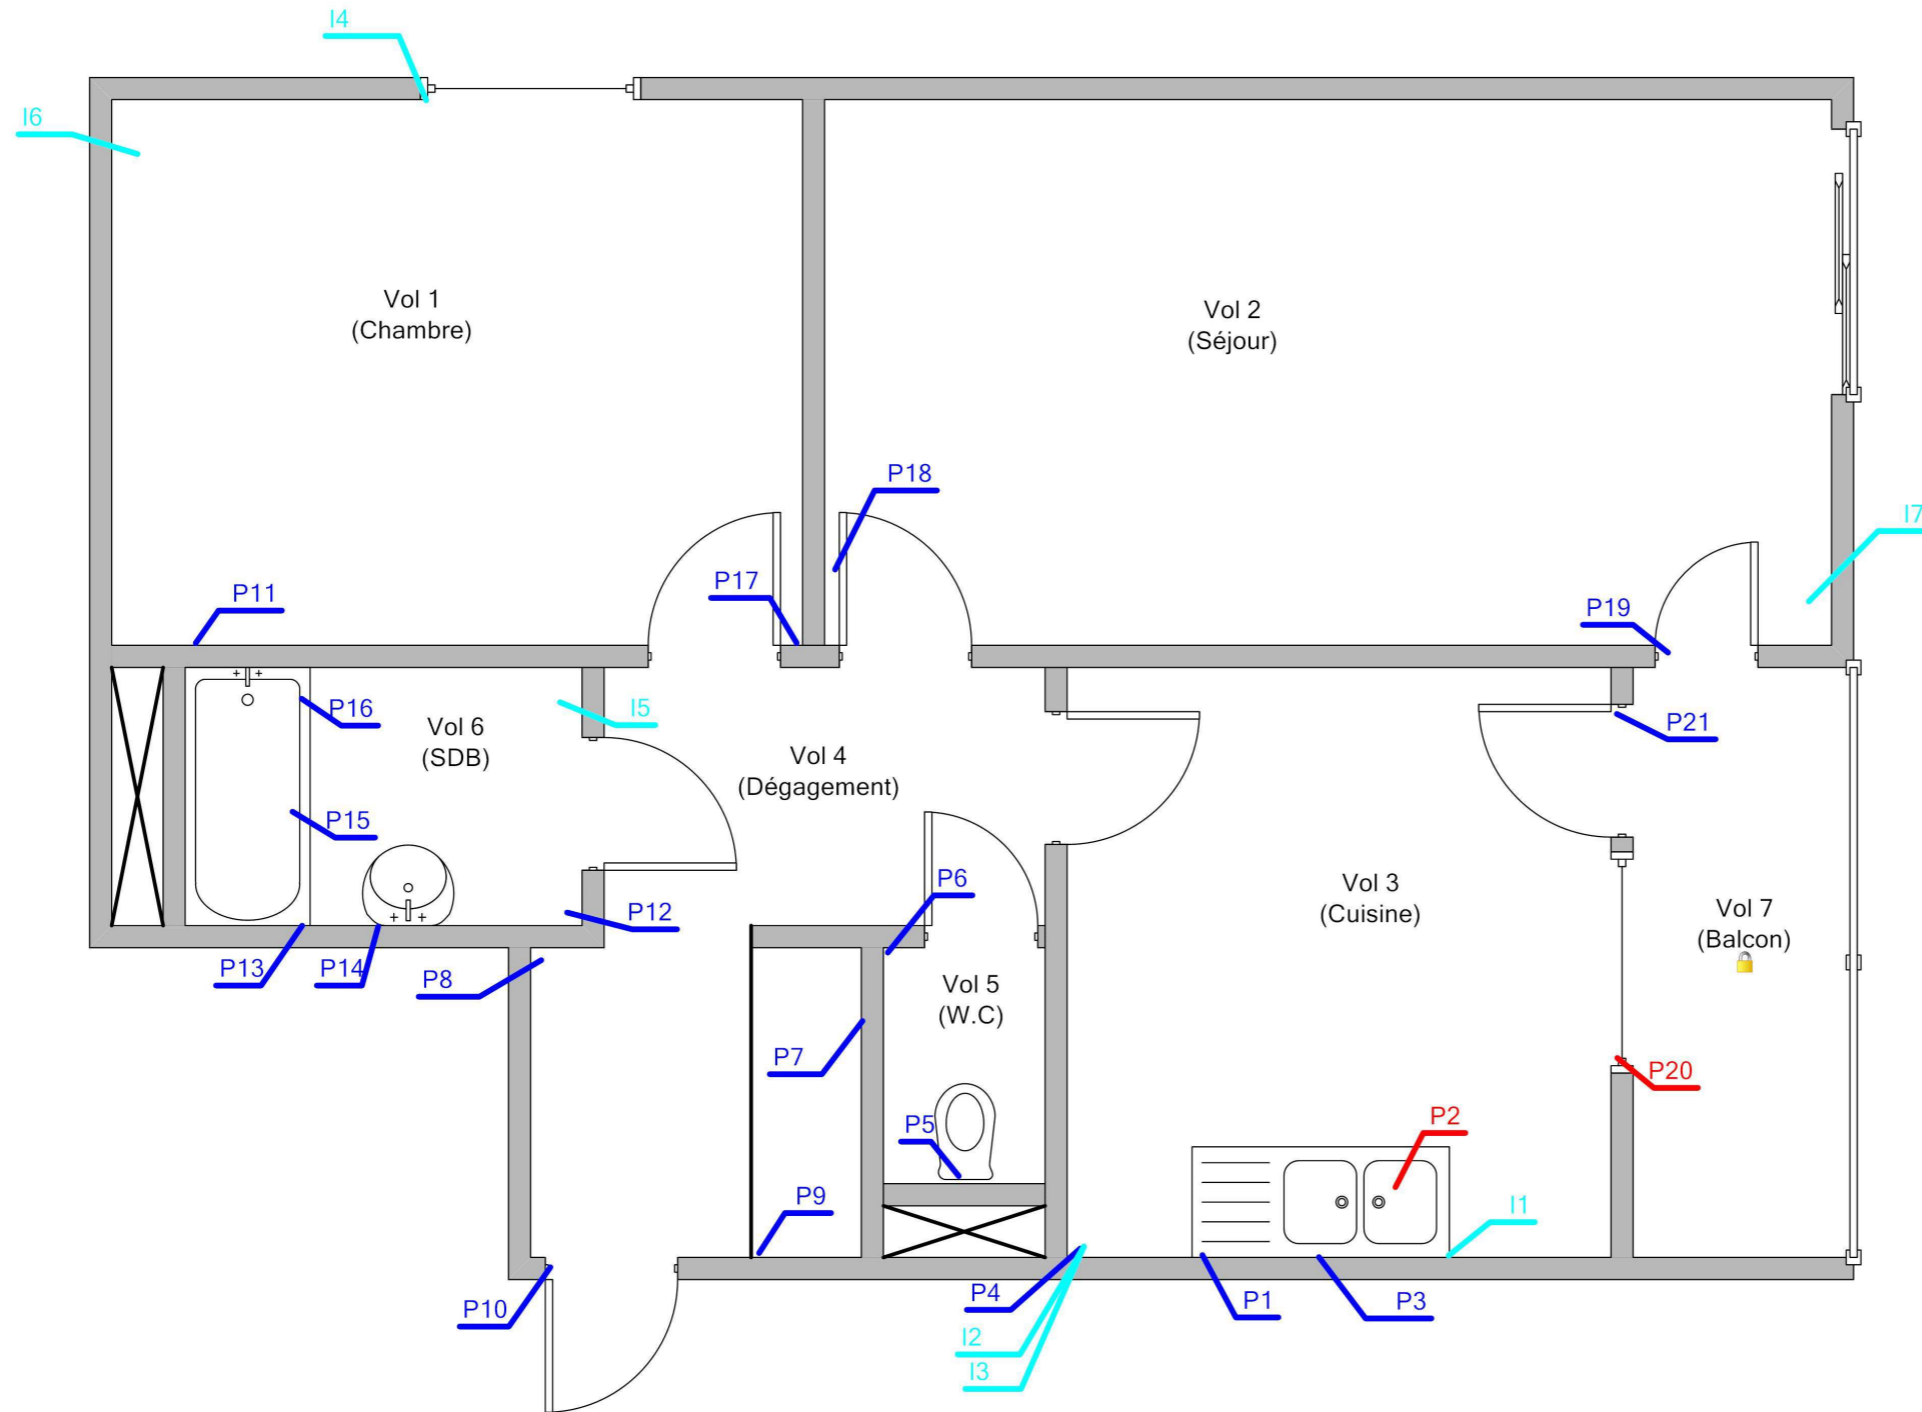 I4
I6
Vol 1
(Chambre)
Vol 2
(Séjour)
P18
I7
P17
P11
P19
P16
I5
Vol 6
(SDB)
P21
Vol 4
(Dégagement)
P15
P6
Vol 3
(Cuisine)
P12
Vol 7
(Balcon)
P13
P14
P8
Vol 5
(W.C)
P7
P20
P5
P2
P9
I1
P4
P10
P1
P3
I2
I3